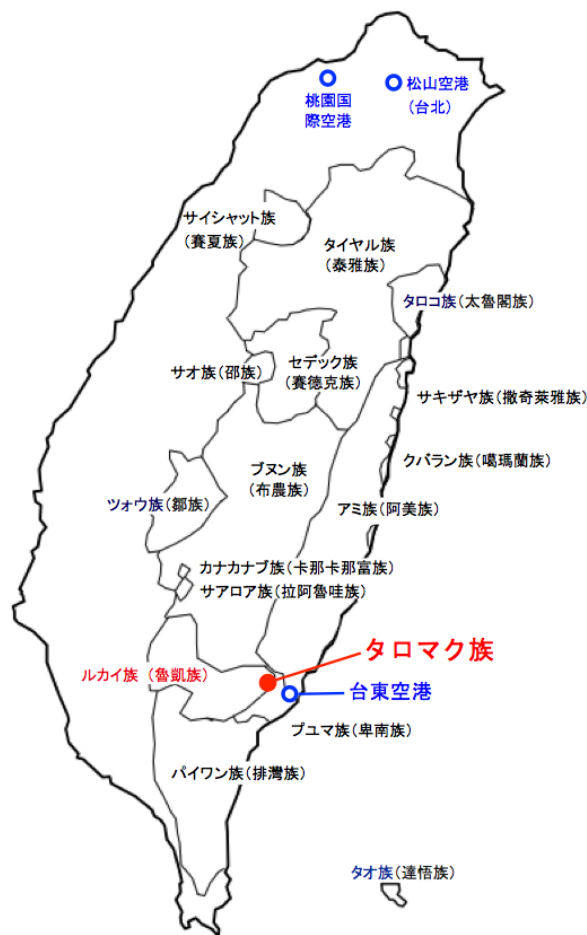 桃園国
際空港
松山空港
(台北)
サイシャット族
(賽夏族)
タイヤル族
(泰雅族)
タロコ族(太魯閣族)
サオ族(邵族)
セデック族
(賽德克族)
サキザヤ族(撒奇萊雅族)
クバラン族(噶瑪蘭族)
ブヌン族
(布農族)
ツォウ族(鄒族)
アミ族(阿美族)
カナカナブ族(卡那卡那富族)
サアロア族(拉阿魯哇族)
タロマク族
ルカイ族(魯凱族)
台東空港
プユマ族(卑南族)
パイワン族(排灣族)
タオ族(達悟族)